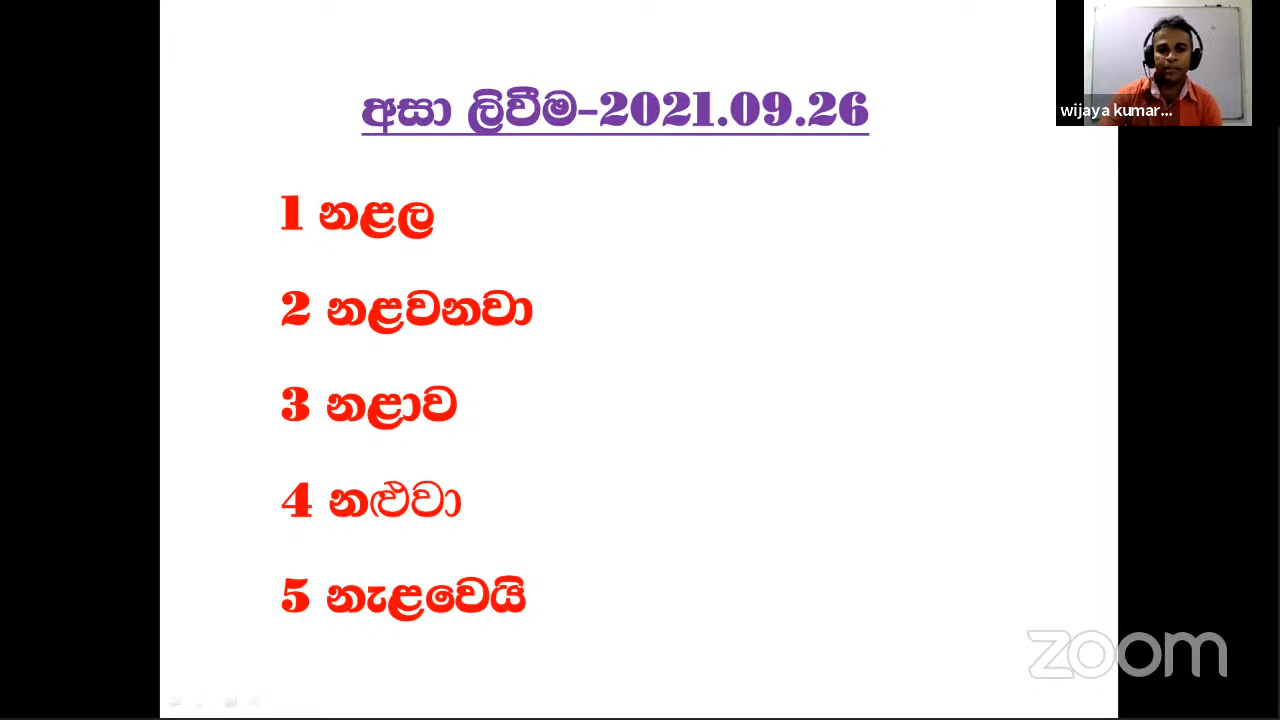 අසා ලිවීම-2021.09.26
wijaya kumar...
1 නළල
2 නළවනවා
3 නළාව
4 නළුවා
5 නැළවෙයි
zoom